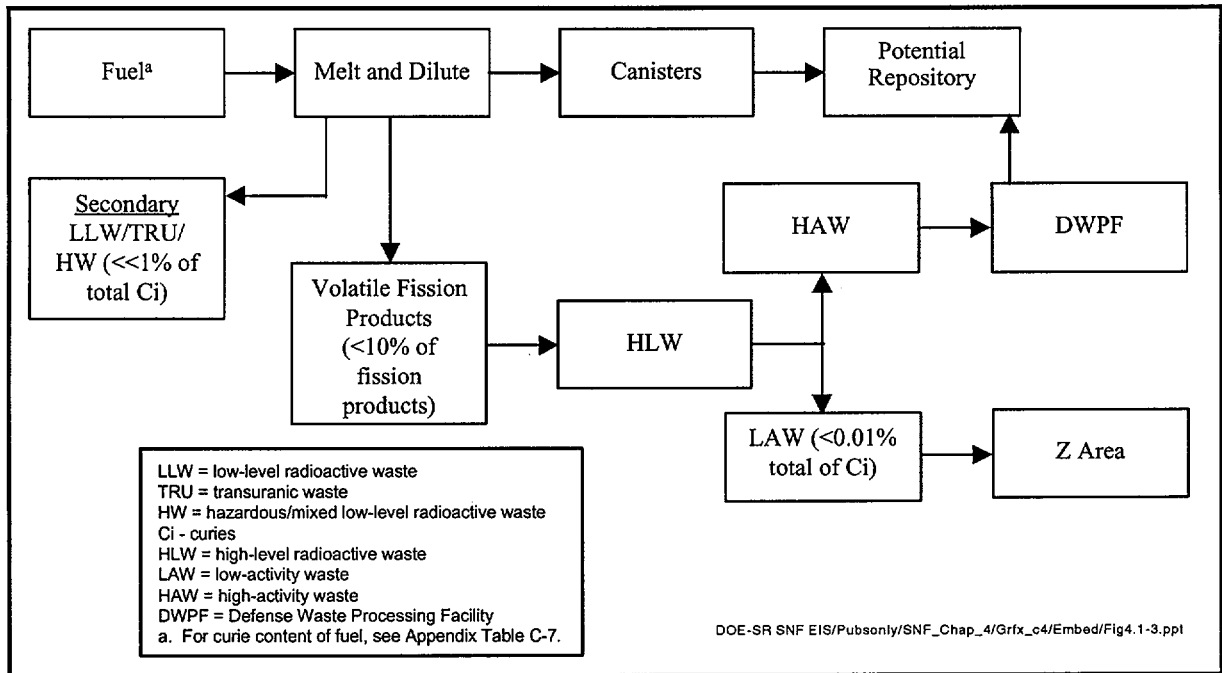 Fuelᵃ
Melt and Dilute
Canisters
Potential
Repository
Secondary
LLW/TRU/
HW (<<1% of
total Ci)
Volatile Fission
Products
(<10% of
fission
products)
HLW
HAW
DWPF
LAW (<0.01%
total of Ci)
Z Area
LLW = low-level radioactive waste
TRU = transuranic waste
HW = hazardous/mixed low-level radioactive waste
Ci - curies
HLW = high-level radioactive waste
LAW = low-activity waste
HAW = high-activity waste
DWPF = Defense Waste Processing Facility
a. For curie content of fuel, see Appendix Table C-7.
DOE-SR SNF EIS/Pubsonly/SNF_Chap_4/Grfx_c4/Embed/Fig4.1-3.ppt